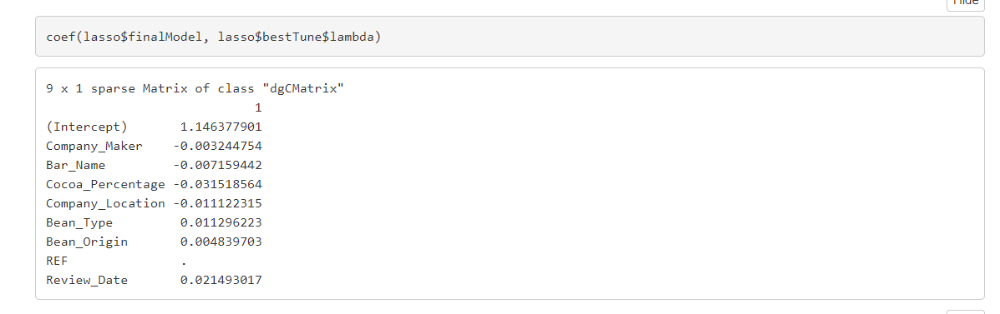 Hide
coef(lasso$finalModel, lasso$bestTune$lambda)
9 x 1 sparse Matrix of class "dgCMatrix"
1
(Intercept) 1.146377901
Company_Maker -0.003244754
Bar_Name -0.007159442
Cocoa_Percentage -0.031518564
Company_Location -0.011122315
Bean_Type 0.011296223
Bean_Origin 0.004839703
REF .
Review_Date 0.021493017